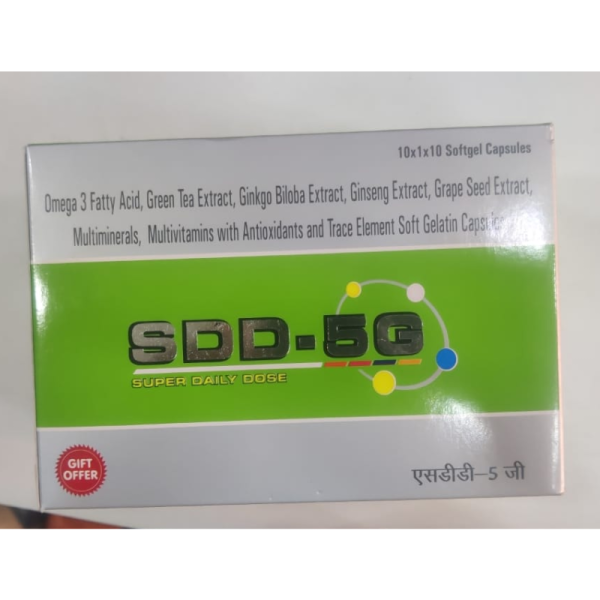 10x1x10 Softgel Capsules
Omega 3 Fatty Acid, Green Tea Extract, Ginkgo Biloba Extract, Ginseng Extract, Grape Seed Extract,
Multiminerals, Multivitamins with Antioxidants and Trace Element Soft Gelatin
SDD-5G
SUPER DAILY DOSE
GIFT
OFFER
एसडीडी–5 जी